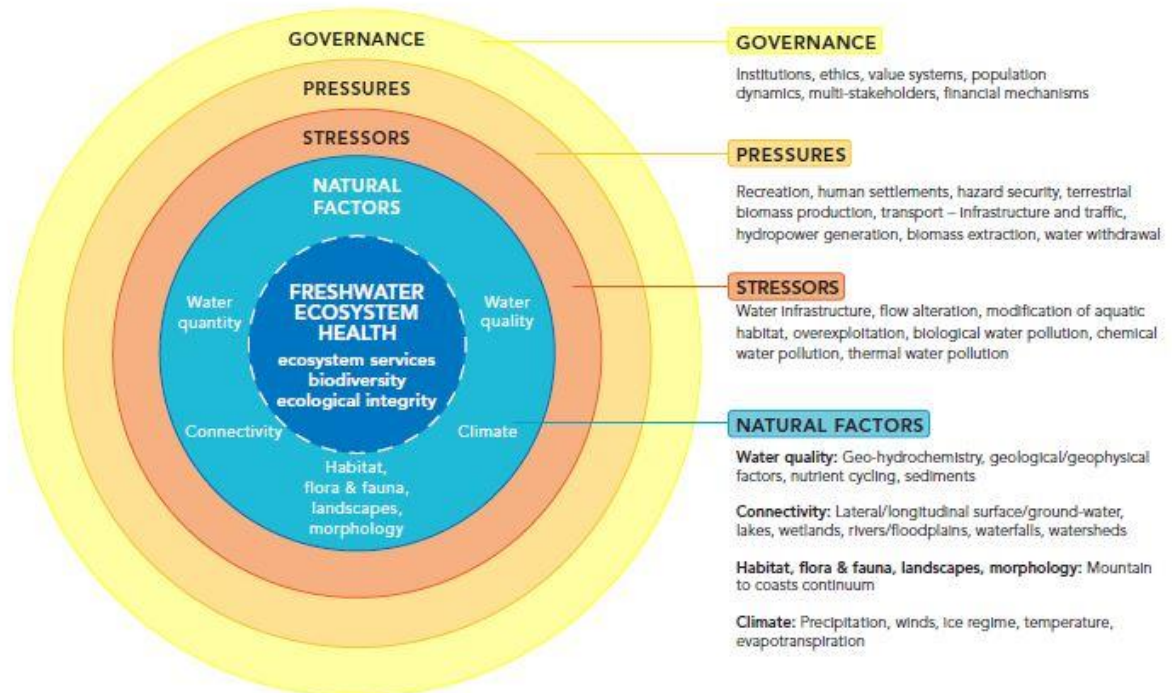 GOVERNANCE
PRESSURES
STRESSORS
NATURAL
FACTORS
Water
quantity
Water
quality
FRESHWATER
ECOSYSTEM
HEALTH
ecosystem services
biodiversity
ecological integrity
Connectivity
Climate
Habitat,
flora & fauna,
landscapes,
morphology
GOVERNANCE
Institutions, ethics, value systems, population
dynamics, multi-stakeholders, financial mechanisms
PRESSURES
Recreation, human settlements, hazard security, terrestrial
biomass production, transport – infrastructure and traffic,
hydropower generation, biomass extraction, water withdrawal
STRESSORS
Water infrastructure, flow alteration, modification of aquatic
habitat, overexploitation, biological water pollution, chemical
water pollution, thermal water pollution
NATURAL FACTORS
Water quality: Geo-hydrochemistry, geological/geophysical
factors, nutrient cycling, sediments
Connectivity: Lateral/longitudinal surface/ground-water,
lakes, wetlands, rivers/floodplains, waterfalls, watersheds
Habitat, flora & fauna, landscapes, morphology: Mountain
to coasts continuum
Climate: Precipitation, winds, ice regime, temperature,
evapotranspiration